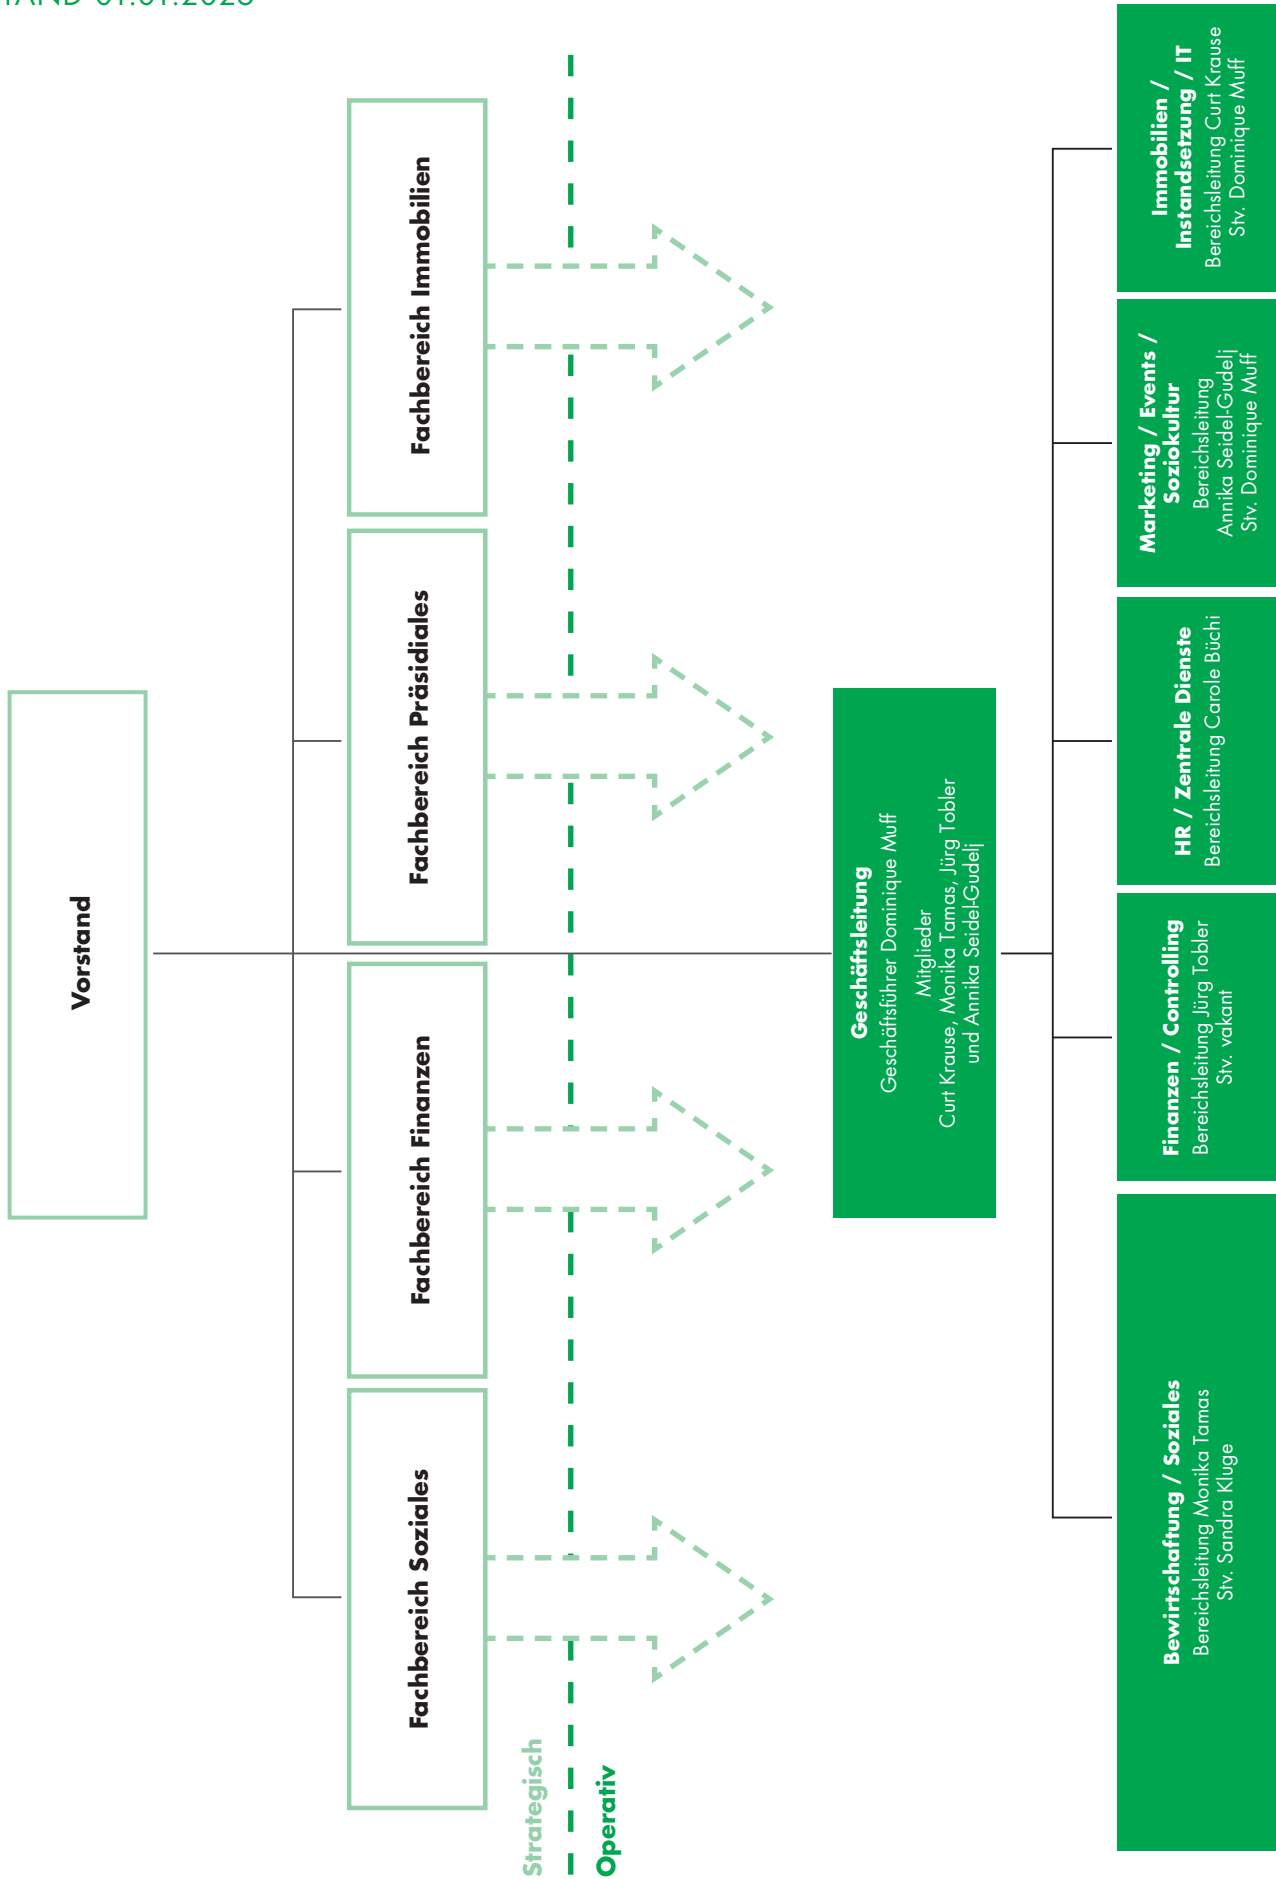 Vorstand
Fachbereich Soziales
Fachbereich Finanzen
Fachbereich Präsidiales
Fachbereich Immobilien
Strategisch
Operativ
Geschäftsleitung
Geschäftsführer Dominique Muff
Mitglieder
Curt Krause, Monika Tamas, Jürg Tobler
und Annika Seidel-Gudelj
Bewirtschaftung / Soziales
Bereichsleitung Monika Tamas
Stv. Sandra Kluge
Finanzen / Controlling
Bereichsleitung Jürg Tobler
Stv. vakant
HR / Zentrale Dienste
Bereichsleitung Carole Büchi
Marketing / Events /
Soziokultur
Bereichsleitung
Annika Seidel-Gudelj
Stv. Dominique Muff
Immobilien /
Instandsetzung / IT
Bereichsleitung Curt Krause
Stv. Dominique Muff